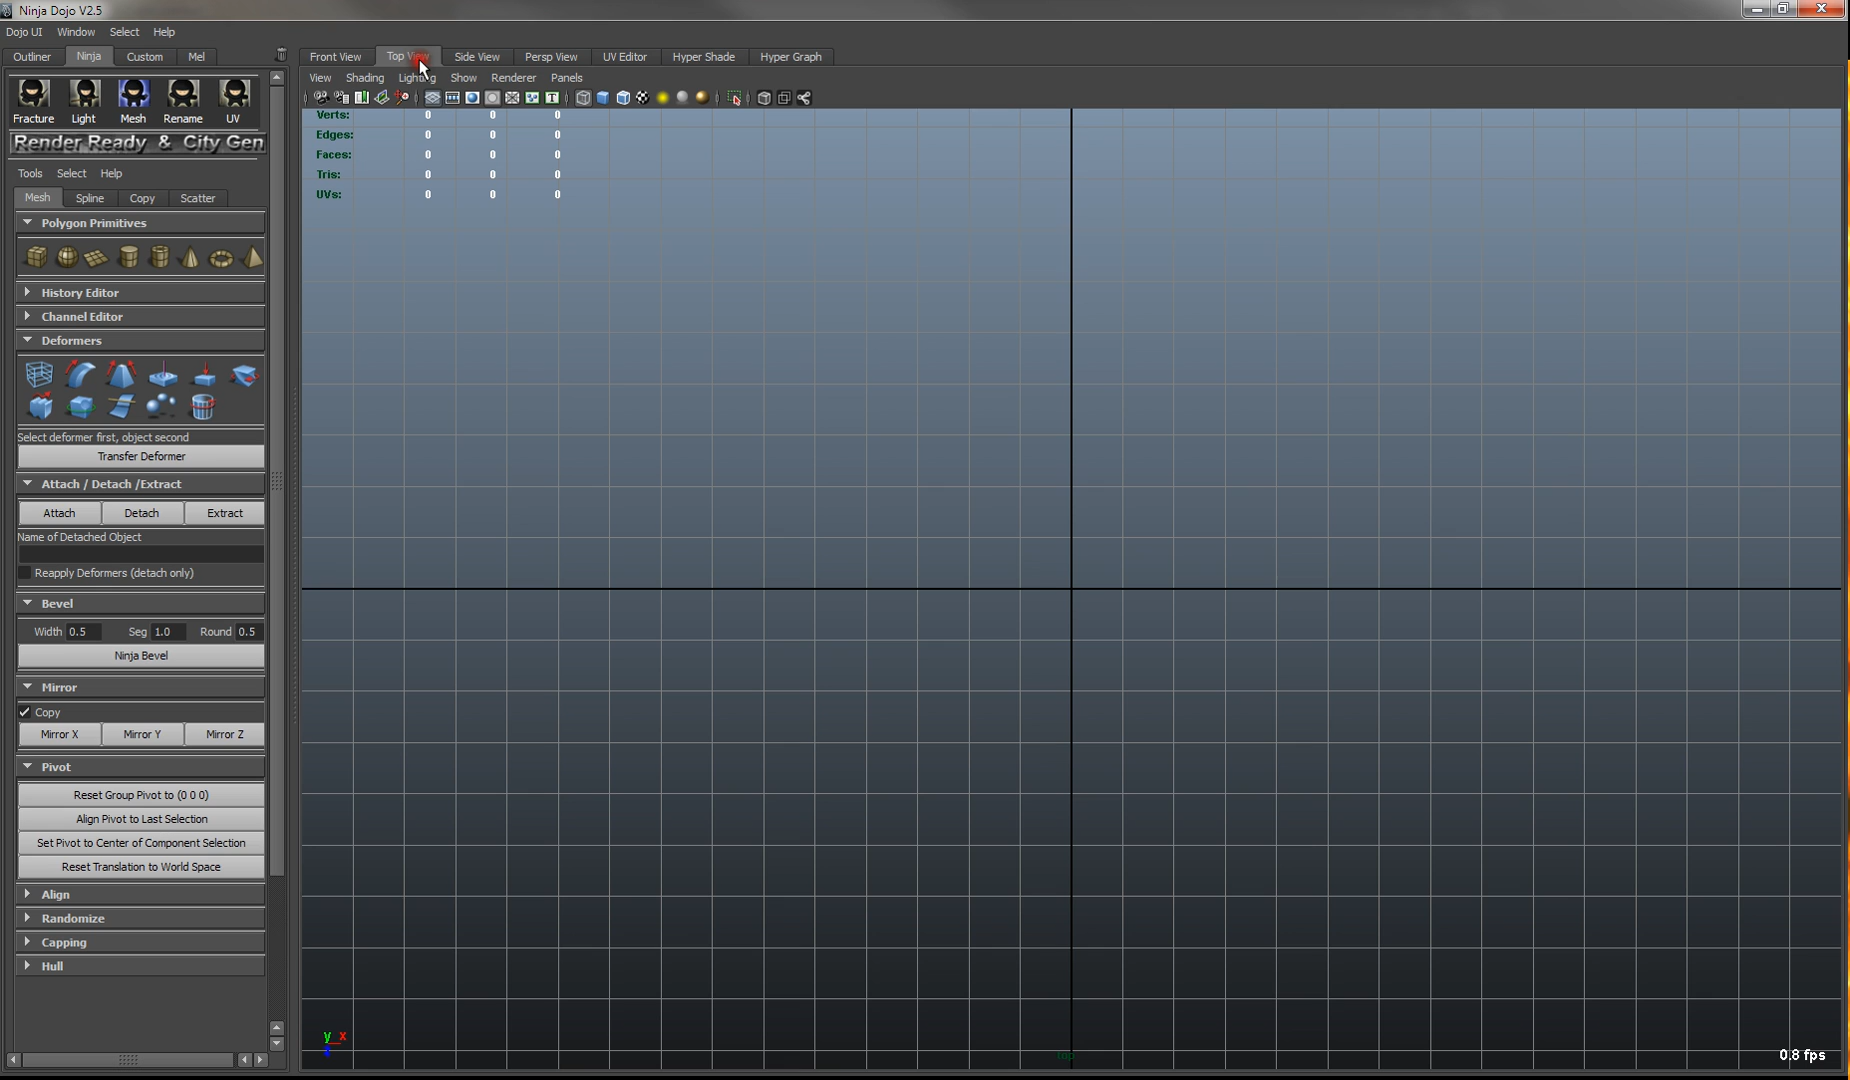 Ninja Dojo V2.5
Dojo UI Window Select Help
Outliner Ninja Custom Mel
Front View Top View Side View Persp View UV Editor Hyper Shade Hyper Graph
View Shading Lighting Show Renderer Panels
Fracture Light Mesh Rename UV
Render Ready & City Gen
Tools Select Help
Mesh Spline Copy Scatter
Polygon Primitives
History Editor
Channel Editor
Deformers
Select deformer first, object second
Transfer Deformer
Attach / Detach /Extract
Attach Detach Extract
Name of Detached Object
Reapply Deformers (detach only)
Bevel
Width 0.5 Seg 1.0 Round 0.5
Ninja Bevel
Mirror
Copy
Mirror X Mirror Y Mirror Z
Pivot
Reset Group Pivot to (0 0 0)
Align Pivot to Last Selection
Set Pivot to Center of Component Selection
Reset Translation to World Space
Align
Randomize
Capping
Hull
Verts: 0 0 0
Edges: 0 0 0
Faces: 0 0 0
Tris: 0 0 0
UVs: 0 0 0
y x
top
0.8 fps